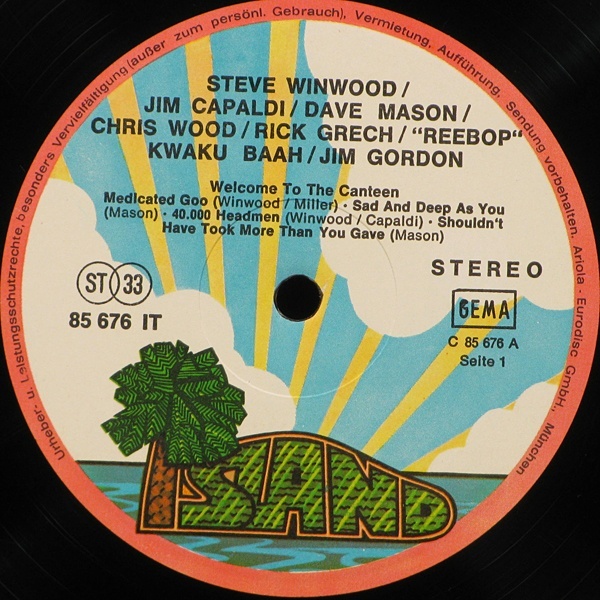 STEVE WINWOOD/
JIM CAPALDI/DAVE MASON/
CHRIS WOOD/RICK GRECH/“REEBOP“
KWAKU BAAH/JIM GORDON
Welcome To The Canteen
Medicated Goo (Winwood / Miller) · Sad And Deep As You
(Mason) · 40.000 Headmen (Winwood / Capaldi) · Shouldn't
Have Took More Than You Gave (Mason)
STEREO
ST 33
85 676 IT
GEMA
C 85 676 A
Seite 1
ISLAND
Urheber- u. Leistungsschutzrechte, besonders Vervielfältigung (außer zum persönl. Gebrauch), Vermietung, Aufführung, Sendung vorbehalten. Ariola - Eurodisc GmbH., München